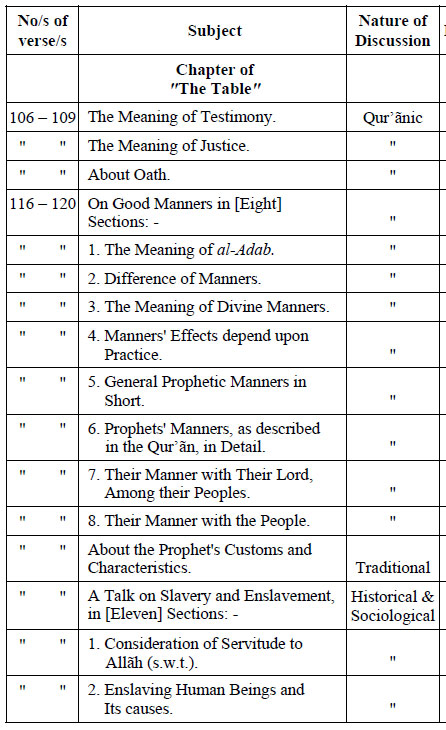 No/s of verse/s	Subject	Nature of Discussion
Chapter of
"The Table"
106 – 109	The Meaning of Testimony.	Qur’ãnic
"	"	The Meaning of Justice.	"
"	"	About Oath.	"
116 – 120	On Good Manners in [Eight]
Sections: -	"
"	"	1. The Meaning of al-Adab.	"
"	"	2. Difference of Manners.	"
"	"	3. The Meaning of Divine Manners.	"
"	"	4. Manners' Effects depend upon
Practice.	"
"	"	5. General Prophetic Manners in
Short.	"
"	"	6. Prophets' Manners, as described
in the Qur’ãn, in Detail.	"
"	"	7. Their Manner with Their Lord,
Among their Peoples.	"
"	"	8. Their Manner with the People.	"
"	"	About the Prophet's Customs and
Characteristics.	Traditional
"	"	A Talk on Slavery and Enslavement,	Historical &
in [Eleven] Sections: -	Sociological
"	"	1. Consideration of Servitude to
Allãh (s.w.t.).	"
"	"	2. Enslaving Human Beings and
Its causes.	"